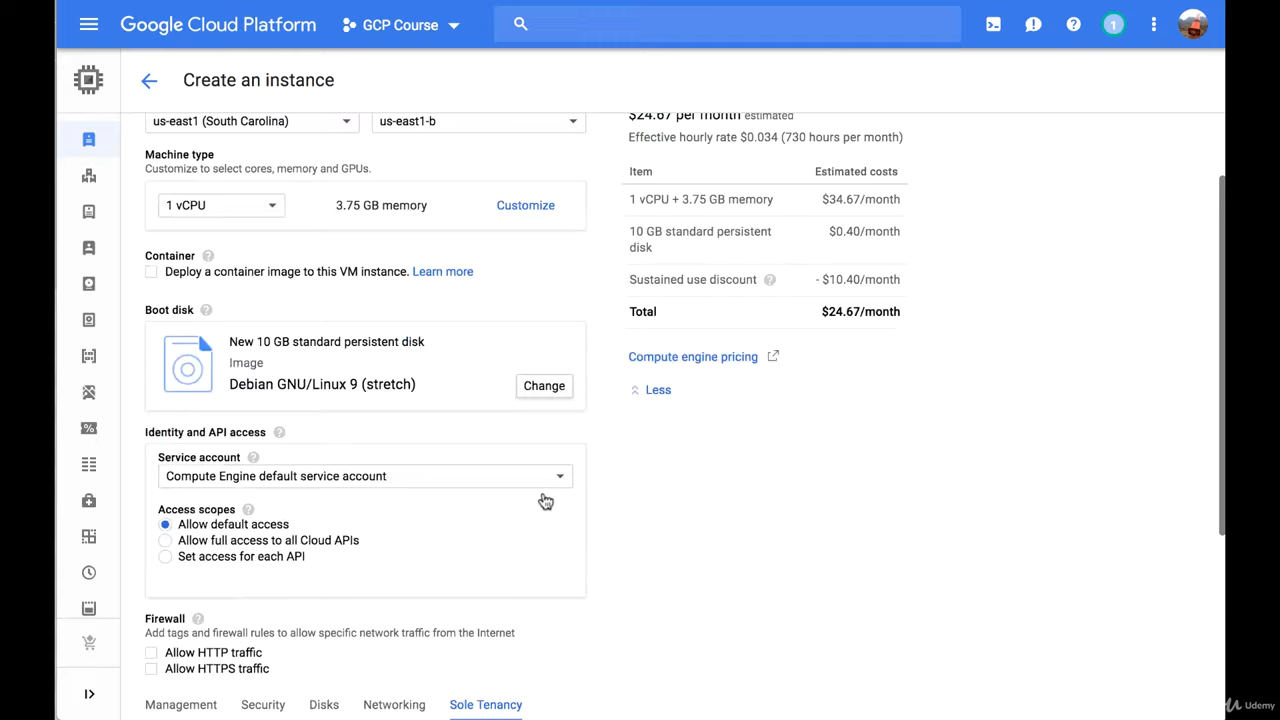 Google Cloud Platform
GCP Course
1
Create an instance
us-east1 (South Carolina)
us-east1-b
Machine type
Customize to select cores, memory and GPUs.
1 vCPU
3.75 GB memory
Customize
Container
Deploy a container image to this VM instance. Learn more
Boot disk
New 10 GB standard persistent disk
Image
Debian GNU/Linux 9 (stretch)
Change
Identity and API access
Service account
Compute Engine default service account
Access scopes
Allow default access
Allow full access to all Cloud APIs
Set access for each API
Firewall
Add tags and firewall rules to allow specific network traffic from the Internet
Allow HTTP traffic
Allow HTTPS traffic
Management Security Disks Networking Sole Tenancy
$24.67 per month estimated
Effective hourly rate $0.034 (730 hours per month)
Item Estimated costs
1 vCPU + 3.75 GB memory $34.67/month
10 GB standard persistent $0.40/month
disk
Sustained use discount - $10.40/month
Total $24.67/month
Compute engine pricing
Less
Udemy